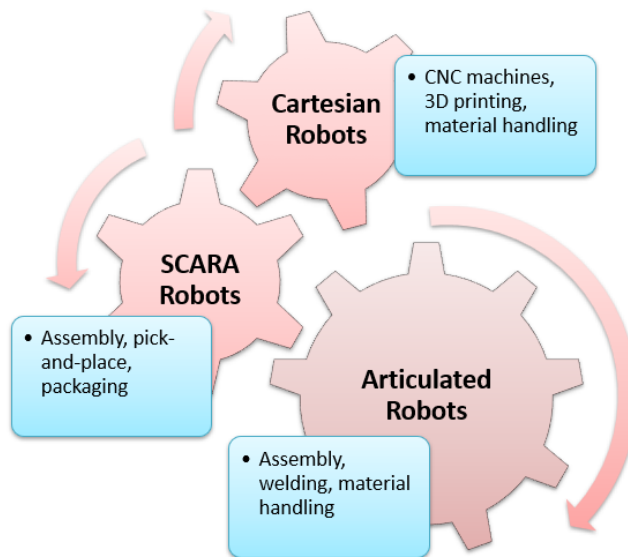 Cartesian
Robots
• CNC machines,
3D printing,
material handling
SCARA
Robots
• Assembly, pick-
and-place,
packaging
Articulated
Robots
• Assembly,
welding, material
handling